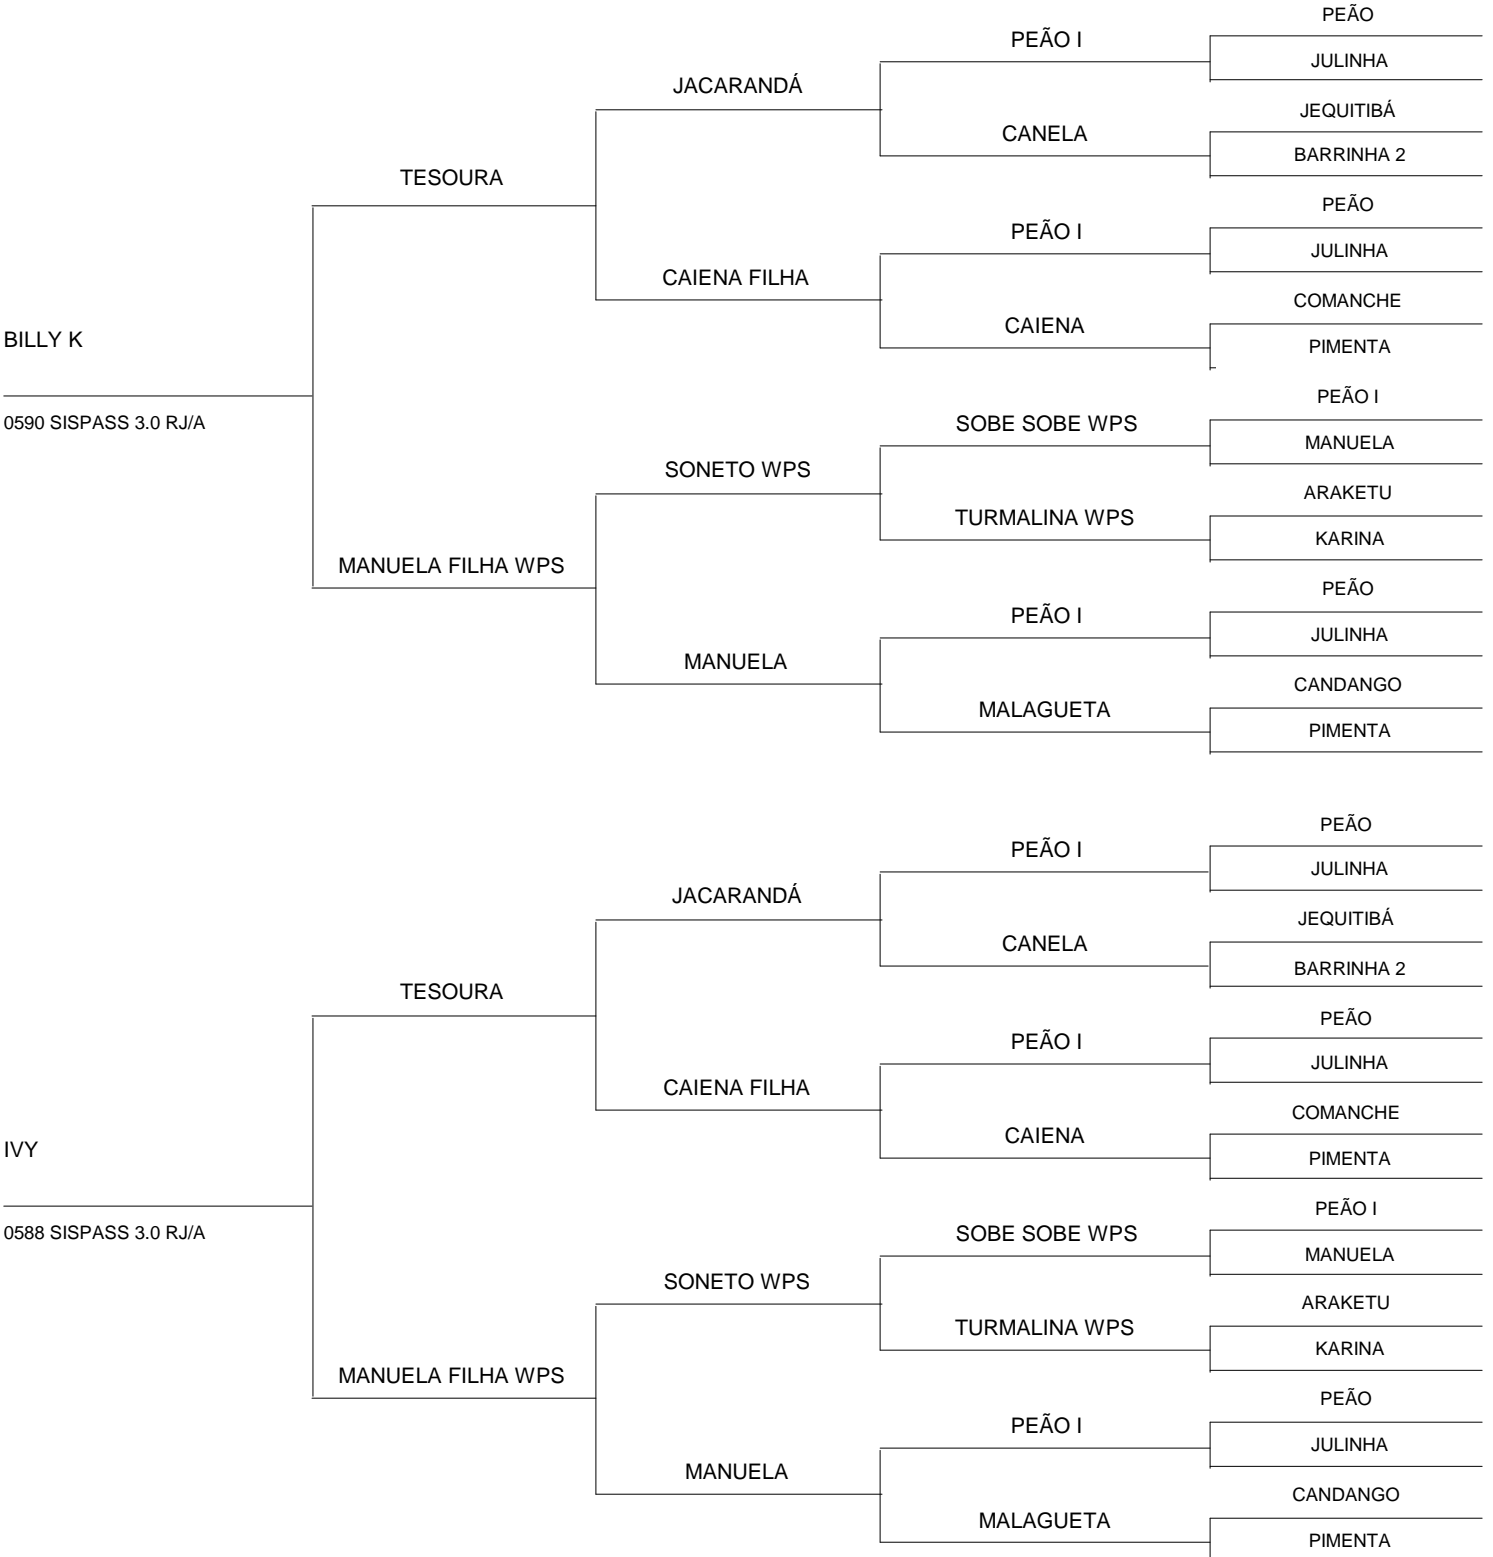 PEÃO
PEÃO I
JULINHA
JACARANDÁ
JEQUITIBÁ
CANELA
BARRINHA 2
TESOURA
PEÃO
PEÃO I
JULINHA
CAIENA FILHA
COMANCHE
CAIENA
PIMENTA
BILLY K
0590 SISPASS 3.0 RJ/A
PEÃO I
SOBE SOBE WPS
MANUELA
SONETO WPS
ARAKETU
TURMALINA WPS
KARINA
MANUELA FILHA WPS
PEÃO
PEÃO I
JULINHA
MANUELA
CANDANGO
MALAGUETA
PIMENTA
PEÃO
PEÃO I
JULINHA
JACARANDÁ
JEQUITIBÁ
CANELA
BARRINHA 2
TESOURA
PEÃO
PEÃO I
JULINHA
CAIENA FILHA
COMANCHE
CAIENA
PIMENTA
IVY
0588 SISPASS 3.0 RJ/A
PEÃO I
SOBE SOBE WPS
MANUELA
SONETO WPS
ARAKETU
TURMALINA WPS
KARINA
MANUELA FILHA WPS
PEÃO
PEÃO I
JULINHA
MANUELA
CANDANGO
MALAGUETA
PIMENTA